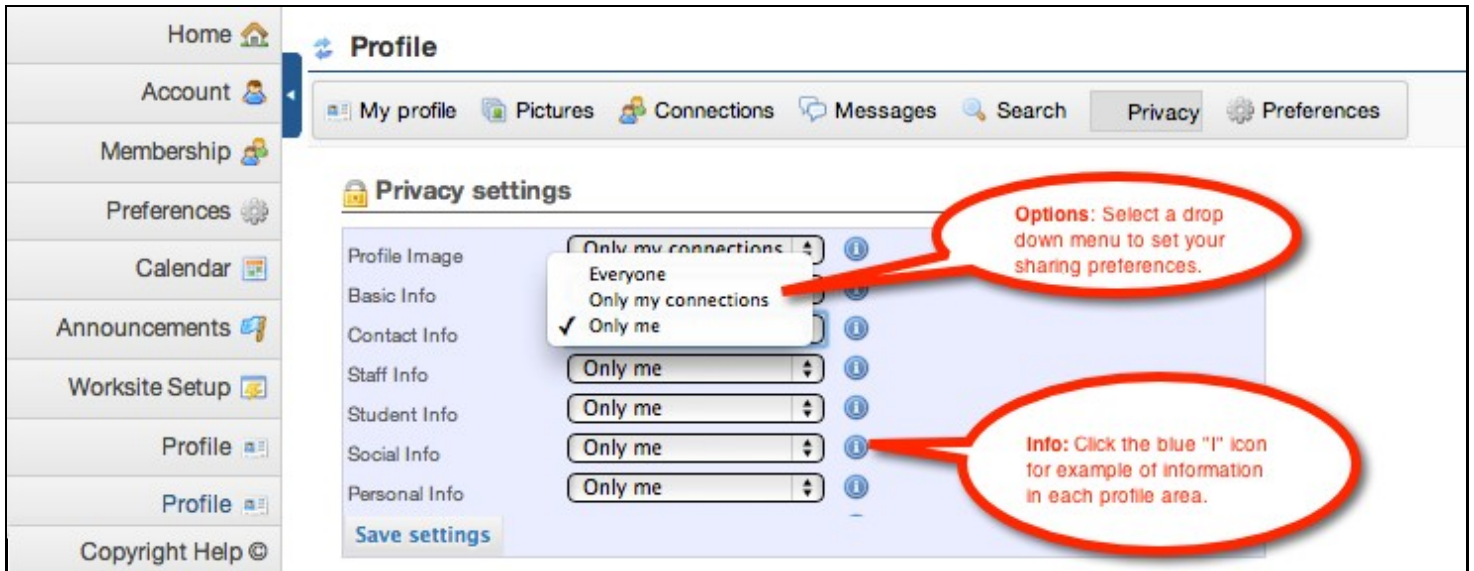 Home
Account
Membership
Preferences
Calendar
Announcements
Worksite Setup
Profile
Profile
Copyright Help ©
Profile
My profile Pictures Connections Messages Search Privacy Preferences
Privacy settings
Profile Image Only my connections
Basic Info
Contact Info
Everyone
Only my connections
✓ Only me
Staff Info Only me
Student Info Only me
Social Info Only me
Personal Info Only me
Save settings
Options: Select a drop
down menu to set your
sharing preferences.
Info: Click the blue "I" icon
for example of information
in each profile area.